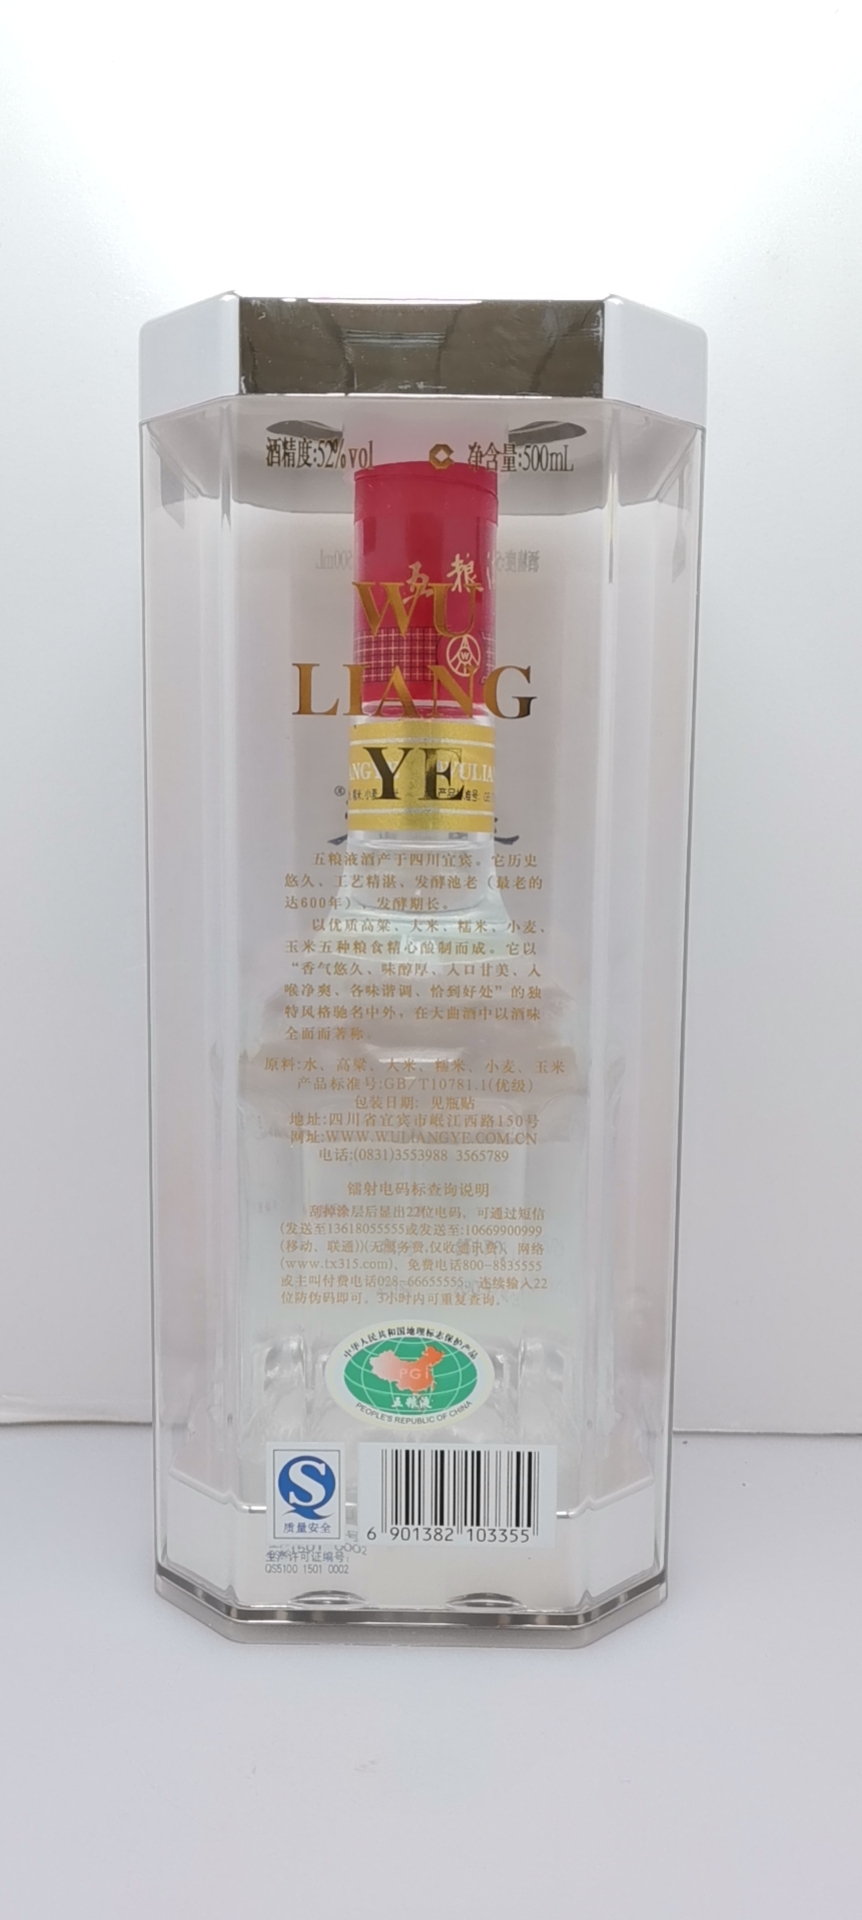 酒精度:52%vol 净含量:500mL
五粮
WU
LIANG
YE
五粮液酒产于四川宜宾。它历史
悠久、工艺精湛、发酵池老（最老的
达600年）、发酵期长。
以优质高粱、大米、糯米、小麦、
玉米五种粮食精心酿制而成。它以
“香气悠久、味醇厚、入口甘美、入
喉净爽、各味谐调、恰到好处”的独
特风格驰名中外，在大曲酒中以酒味
全面而著称。
原料:水、高粱、大米、糯米、小麦、玉米
产品标准号:GB/T10781.1(优级)
包装日期: 见瓶贴
地址:四川省宜宾市岷江西路150号
网址:WWW.WULIANGYE.COM.CN
电话:(0831)3553988 3565789
镭射电码标查询说明
刮掉涂层后显出22位电码，可通过短信
(发送至13618055555或发送至:10669900999
(移动、联通))(无服务费,仅收通讯费)、网络
(www.tx315.com)、免费电话800-8835555
或主叫付费电话028-66655555，连续输入22
位防伪码即可，3小时内可重复查询。
中华人民共和国地理标志保护产品
PGI
五粮液
PEOPLE'S REPUBLIC OF CHINA
质量安全
6 901382 103355
生产许可证编号:
QS5100 1501 0002